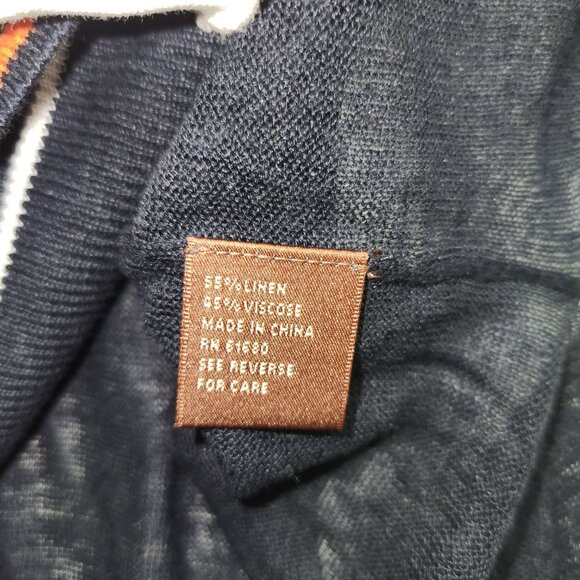 55% LINEN
45% VISCOSE
MADE IN CHINA
RN 61680
SEE REVERSE
FOR CARE